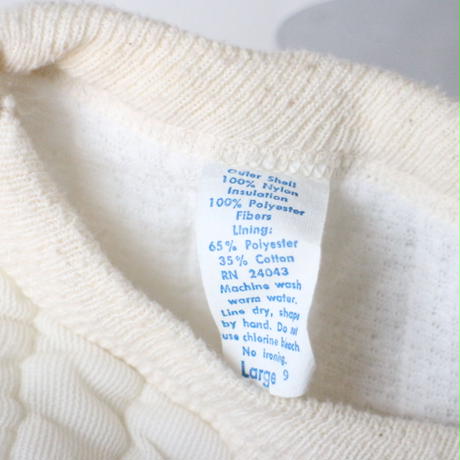 Outer Shell
100% Nylon
Insulation
100% Polyester
Fibers
Lining:
65% Polyester
35% Cotton
RN 24043
Machine wash
warm water.
Line dry, shape
by hand. Do not
use chlorine bleach
No ironing.
Large 9